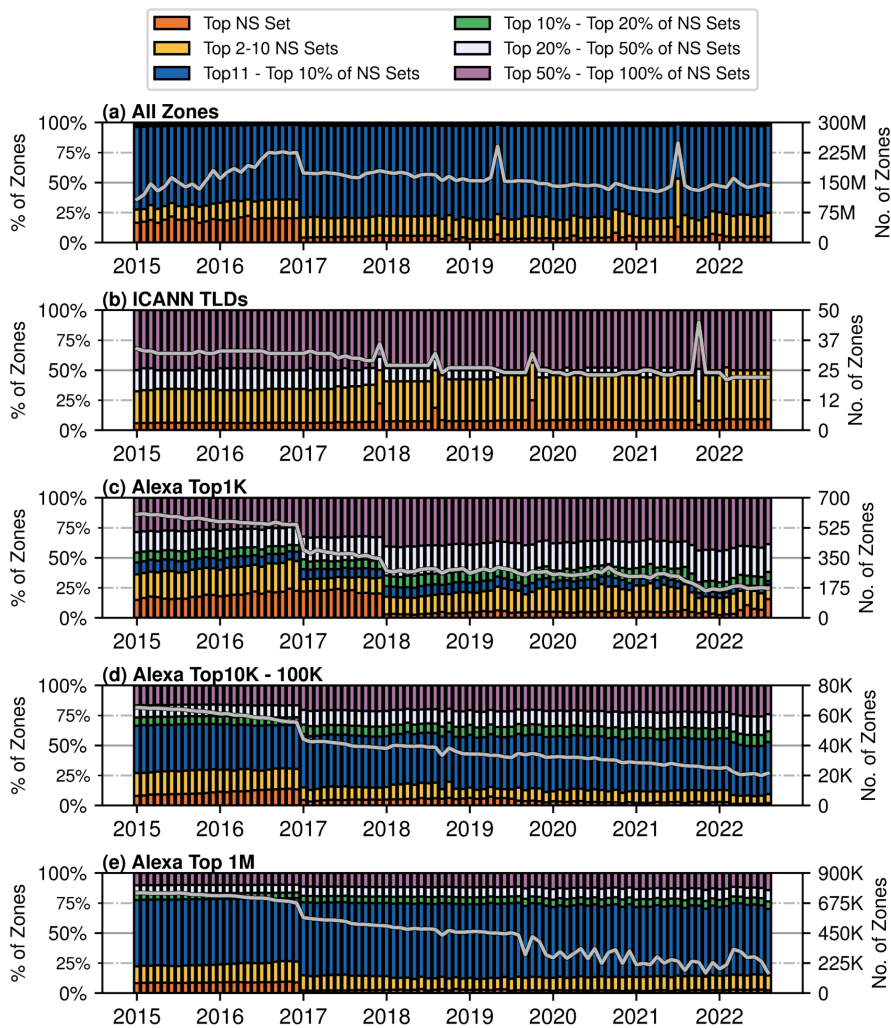 Top NS Set
Top 2-10 NS Sets
Top11 - Top 10% of NS Sets
Top 10% - Top 20% of NS Sets
Top 20% - Top 50% of NS Sets
Top 50% - Top 100% of NS Sets
(a) All Zones
100%
75%
50%
25%
0%
% of Zones
300M
225M
150M
75M
0
No. of Zones
2015 2016 2017 2018 2019 2020 2021 2022
(b) ICANN TLDs
100%
75%
50%
25%
0%
% of Zones
50
37
25
12
0
No. of Zones
2015 2016 2017 2018 2019 2020 2021 2022
(c) Alexa Top1K
100%
75%
50%
25%
0%
% of Zones
700
525
350
175
0
No. of Zones
2015 2016 2017 2018 2019 2020 2021 2022
(d) Alexa Top10K - 100K
100%
75%
50%
25%
0%
% of Zones
80K
60K
40K
20K
0
No. of Zones
2015 2016 2017 2018 2019 2020 2021 2022
(e) Alexa Top 1M
100%
75%
50%
25%
0%
% of Zones
900K
675K
450K
225K
0
No. of Zones
2015 2016 2017 2018 2019 2020 2021 2022